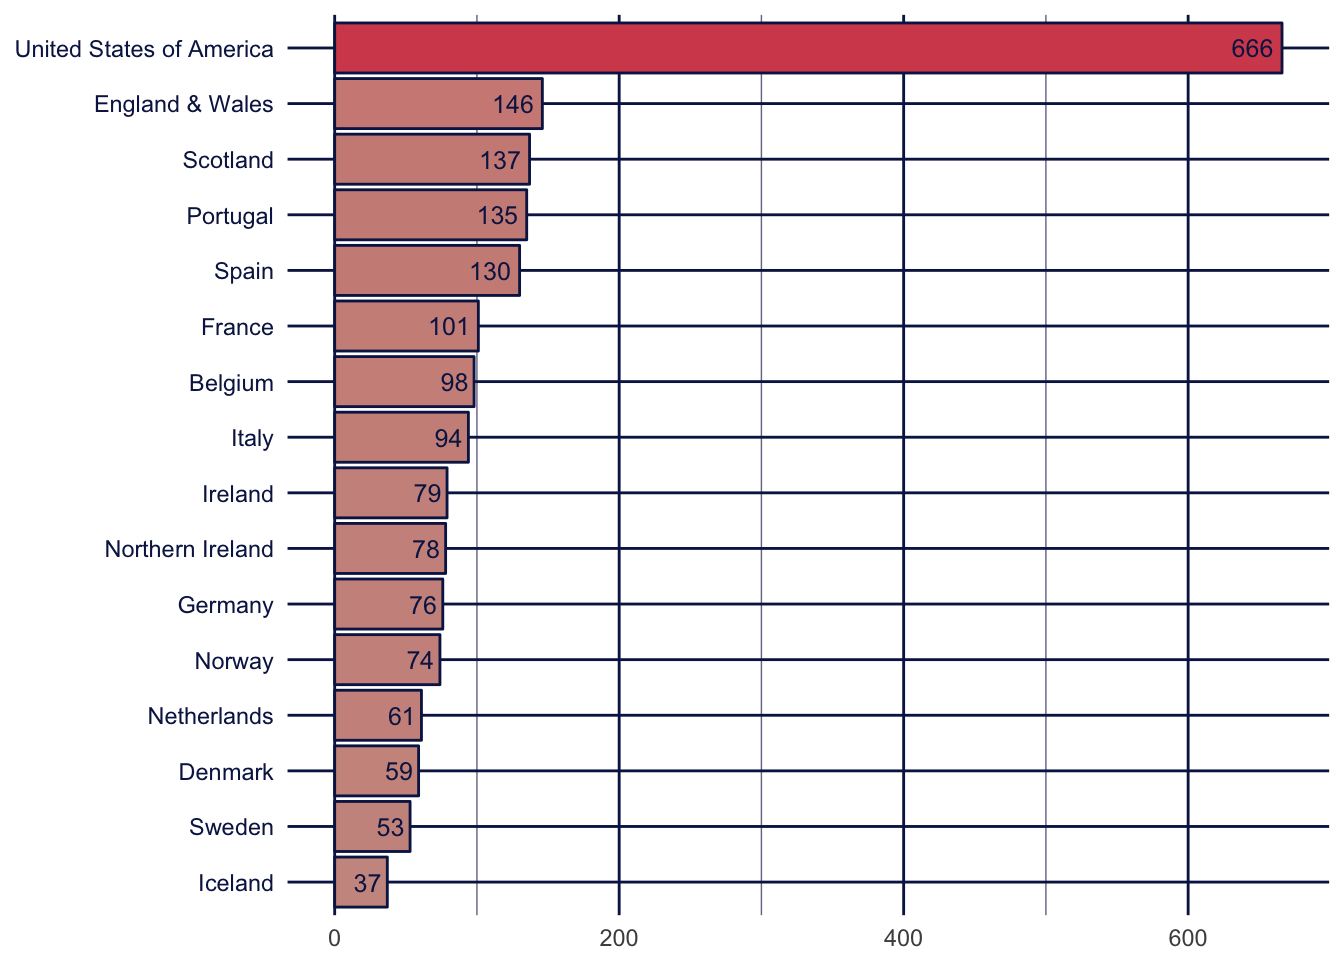 United States of America 666
England & Wales 146
Scotland 137
Portugal 135
Spain 130
France 101
Belgium 98
Italy 94
Ireland 79
Northern Ireland 78
Germany 76
Norway 74
Netherlands 61
Denmark 59
Sweden 53
Iceland 37
0 200 400 600